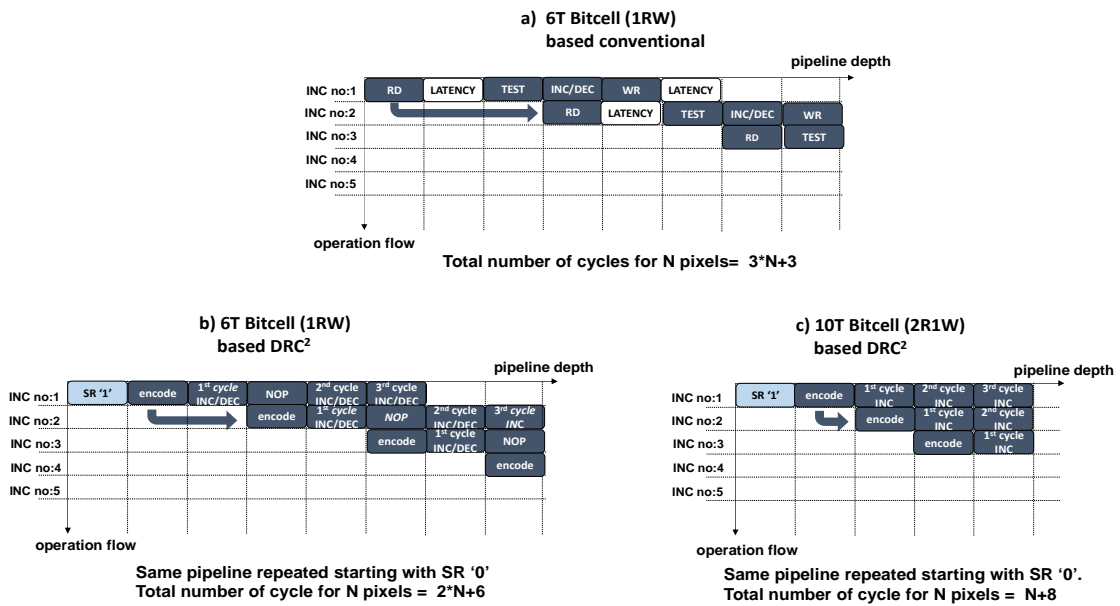 a) 6T Bitcell (1RW)
based conventional
pipeline depth
INC no:1 RD LATENCY TEST INC/DEC WR LATENCY
INC no:2 RD LATENCY TEST INC/DEC WR
INC no:3 RD TEST
INC no:4
INC no:5
operation flow
Total number of cycles for N pixels= 3*N+3
b) 6T Bitcell (1RW)
based DRC²
pipeline depth
INC no:1 SR '1' encode 1st cycle INC/DEC NOP 2nd cycle INC/DEC 3rd cycle INC/DEC
INC no:2 encode 1st cycle INC/DEC NOP 2nd cycle INC/DEC 3rd cycle INC
INC no:3 encode 1st cycle INC/DEC NOP
INC no:4 encode
INC no:5
operation flow
Same pipeline repeated starting with SR '0'
Total number of cycle for N pixels = 2*N+6
c) 10T Bitcell (2R1W)
based DRC²
pipeline depth
INC no:1 SR '1' encode 1st cycle INC 2nd cycle INC 3rd cycle INC
INC no:2 encode 1st cycle INC 2nd cycle INC
INC no:3 encode 1st cycle INC
INC no:4
INC no:5
operation flow
Same pipeline repeated starting with SR '0'.
Total number of cycle for N pixels = N+8